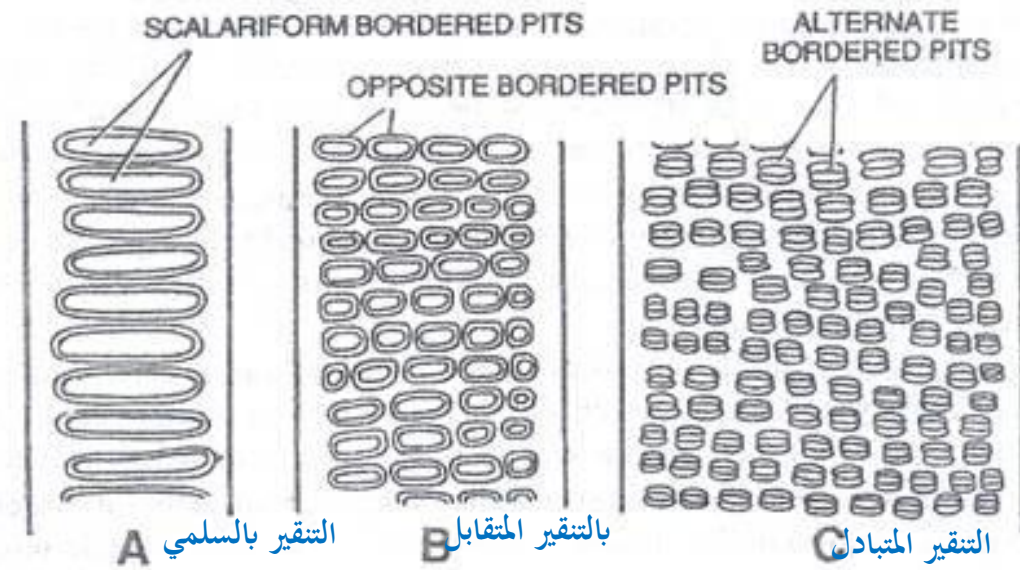 SCALARIFORM BORDERED PITS
OPPOSITE BORDERED PITS
ALTERNATE
BORDERED PITS
A التنقير بالسلمي
B بالتنقير المتقابل
C التنقير المتبادل